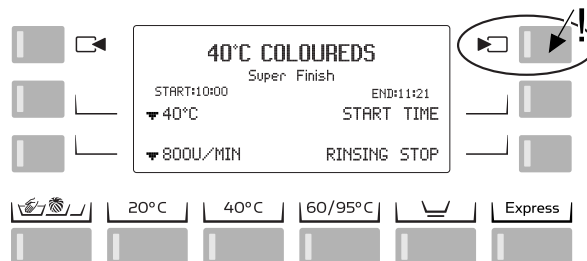 !
40°C COLOUREDS
Super Finish
START:10:00 END:11:21
40°C START TIME
800U/MIN RINSING STOP
20°C 40°C 60/95°C Express